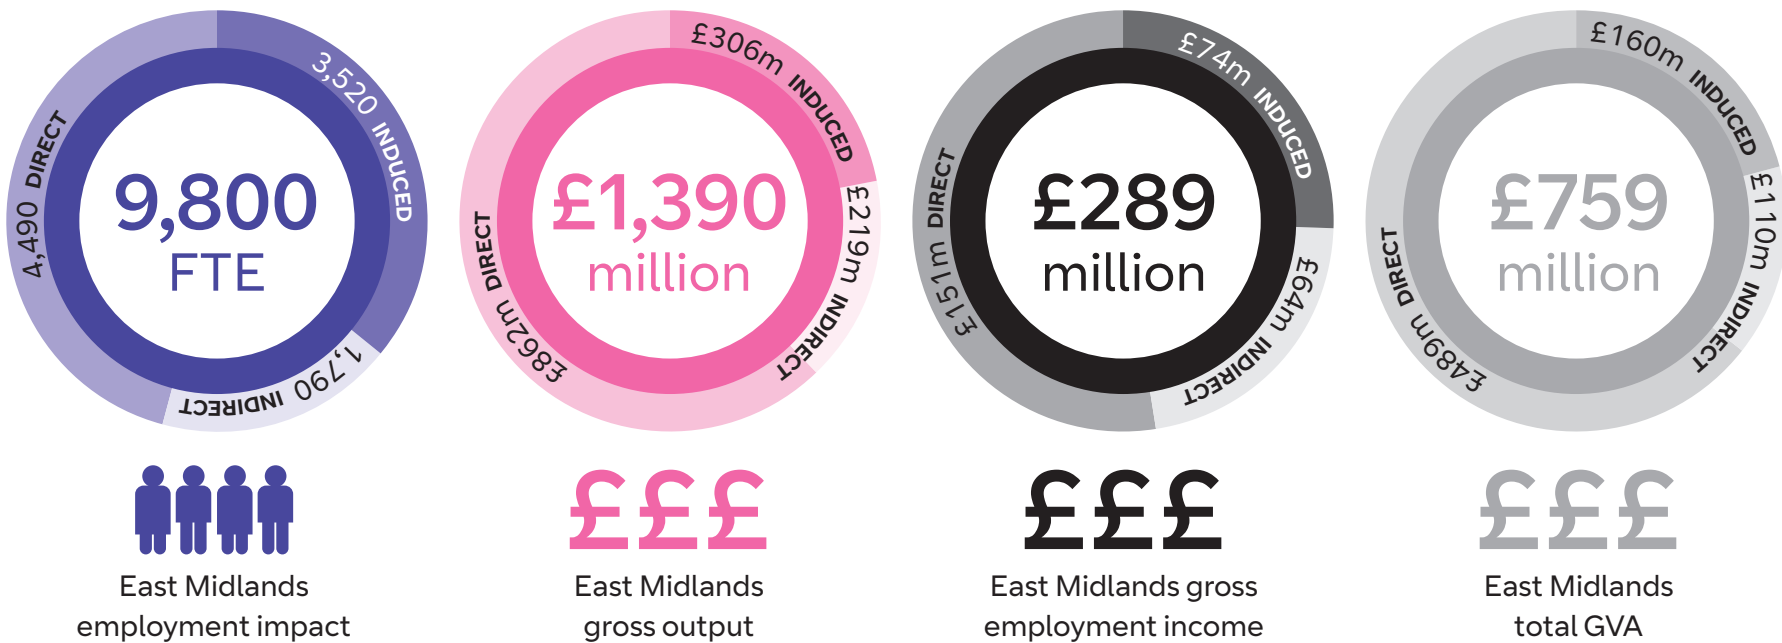 4,490 DIRECT
3,520 INDUCED
1,790 INDIRECT
9,800
FTE
East Midlands
employment impact
£862m DIRECT
£306m INDUCED
£219m INDIRECT
£1,390
million
£££
East Midlands
gross output
£151m DIRECT
£74m INDUCED
£64m INDIRECT
£289
million
£££
East Midlands gross
employment income
£489m DIRECT
£160m INDUCED
£110m INDIRECT
£759
million
£££
East Midlands
total GVA